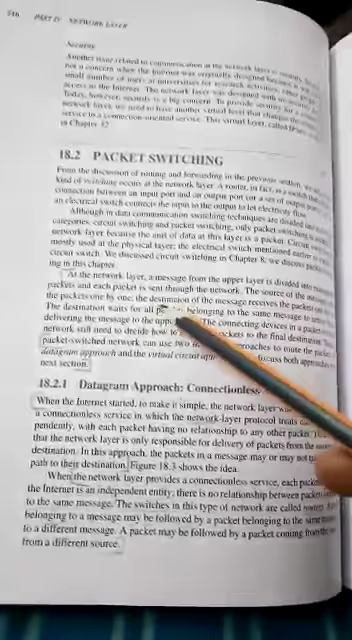 516 PART IV NETWORK LAYER
Security
Another issue related to communication at the network layer is security.
not a concern when the Internet was originally designed because it was
small number of users at universities for research activities; other
access to the Internet. The network layer was designed with no security
Today, however, security is a big concern. To provide security for a
network layer, we need to have another virtual level that changes the
service to a connection-oriented service. This virtual layer, called
in Chapter 32.
18.2 PACKET SWITCHING
From the discussion of routing and forwarding in the previous section, we
kind of switching occurs at the network layer. A router, in fact, is a switch
connection between an input port and an output port (or a set of output
an electrical switch connects the input to the output to let electricity flow.
Although in data communication switching techniques are divided into
categories, circuit switching and packet switching, only packet switching is
network layer because the unit of data at this layer is a packet. Circuit
mostly used at the physical layer; the electrical switch mentioned earlier is
circuit switch. We discussed circuit switching in Chapter 8; we discuss packet
ing in this chapter.
At the network layer, a message from the upper layer is divided into
packets and each packet is sent through the network. The source of the
the packets one by one; the destination of the message receives the packets
The destination waits for all belonging to the same message to
delivering the message to the The connecting devices in a packet
network still need to decide how to packets to the final destination.
packet-switched network can use two approaches to route the
datagram approach and the virtual circuit discuss both approaches
next section.
18.2.1 Datagram Approach: Connectionless
When the Internet started, to make it simple, the network layer was
a connectionless service in which the network-layer protocol treats
pendently, with each packet having no relationship to any other packet.
that the network layer is only responsible for delivery of packets from the
destination. In this approach, the packets in a message may or may not
path to their destination. Figure 18.3 shows the idea.
When the network layer provides a connectionless service, each packet
the Internet is an independent entity; there is no relationship between packets
to the same message. The switches in this type of network are called
belonging to a message may be followed by a packet belonging to the same
to a different message. A packet may be followed by a packet coming from the
from a different source.